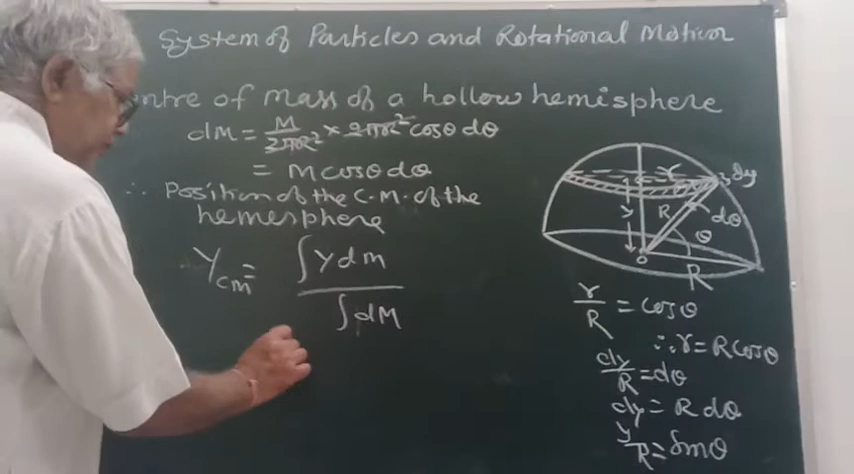 System of Particles and Rotational Motion
ntre of mass of a hollow hemisphere
dM = M/2πR² × 2πR² cosθ dθ
= M cosθ dθ
∴ Position of the C.M. of the
hemisphere
Ycm = ∫ydm / ∫dM
r
dy
y
R
dθ
θ
O
R
r/R = cosθ
∴ r = R cosθ
dy/R = dθ
dy = R dθ
y/R = Sinθ